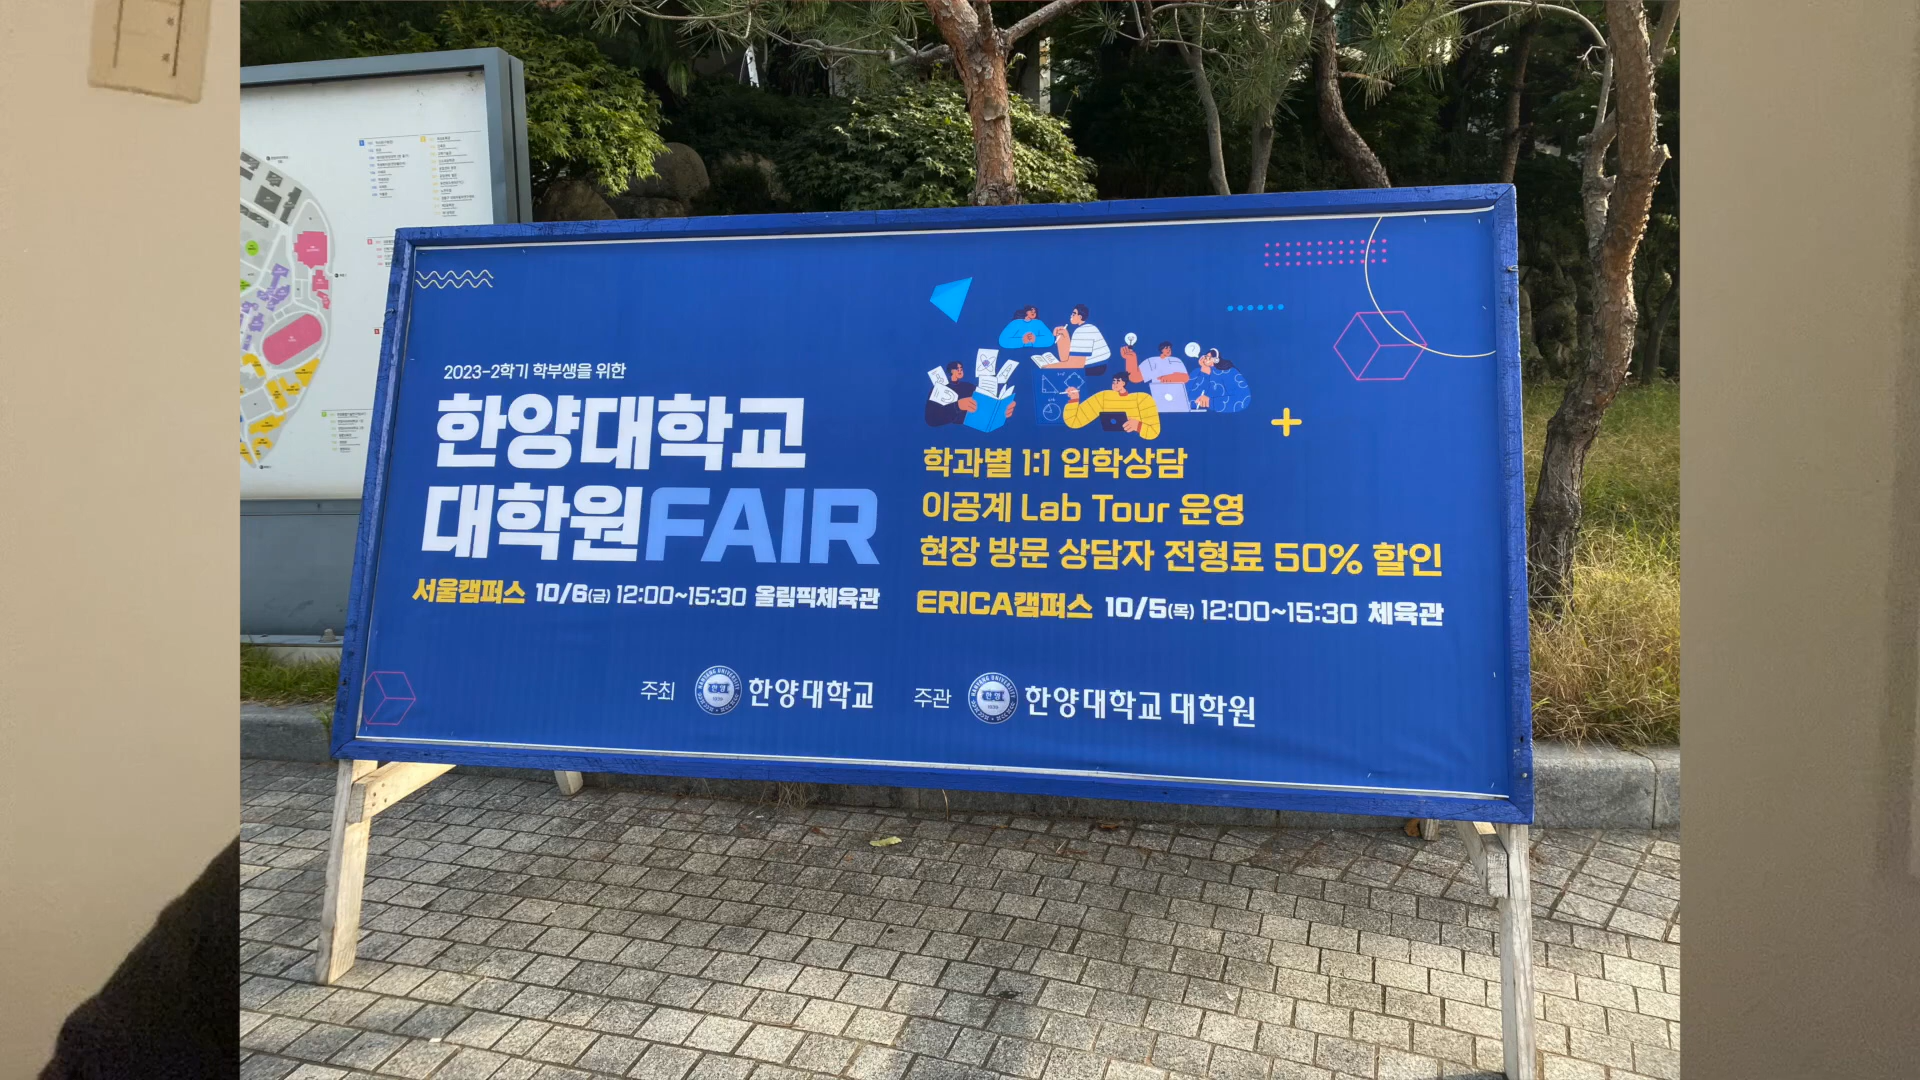 2023-2학기 학부생을 위한
한양대학교
대학원FAIR
서울캠퍼스 10/6(금) 12:00~15:30 올림픽체육관
학과별 1:1 입학상담
이공계 Lab Tour 운영
현장 방문 상담자 전형료 50% 할인
ERICA캠퍼스 10/5(목) 12:00~15:30 체육관
주최 한양대학교 주관 한양대학교 대학원